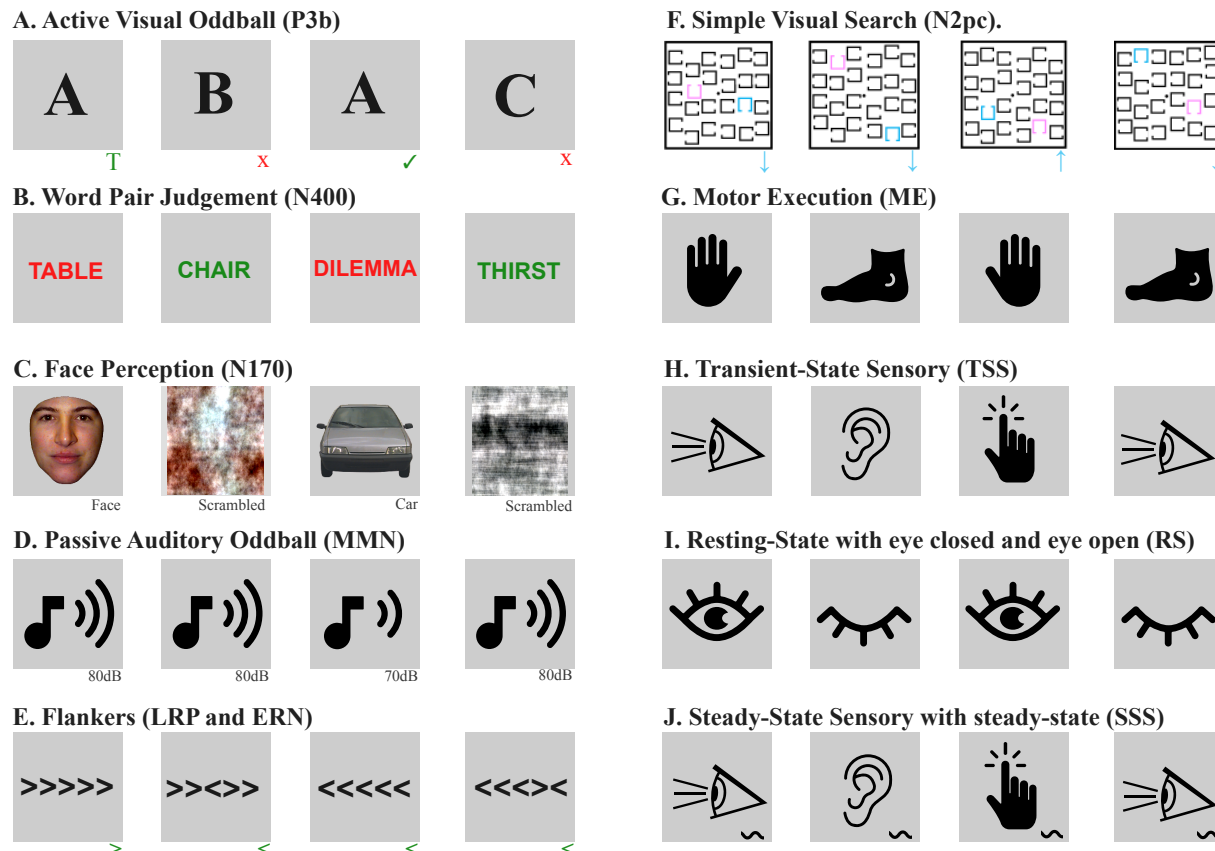 A. Active Visual Oddball (P3b)
A B A C
T x ✓ x
B. Word Pair Judgement (N400)
TABLE CHAIR DILEMMA THIRST
C. Face Perception (N170)
Face Scrambled Car Scrambled
D. Passive Auditory Oddball (MMN)
80dB 80dB 70dB 80dB
E. Flankers (LRP and ERN)
>>>>> >><>> <<<<< <<<><
> < < <
F. Simple Visual Search (N2pc).
↓ ↓ ↑
G. Motor Execution (ME)
H. Transient-State Sensory (TSS)
I. Resting-State with eye closed and eye open (RS)
J. Steady-State Sensory with steady-state (SSS)